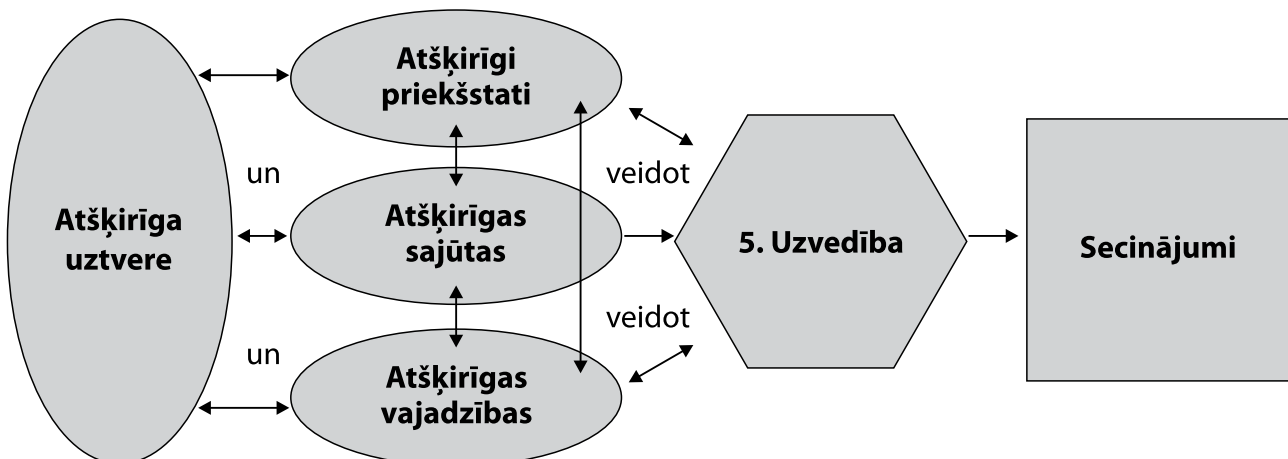 Atšķirīga
uztvere
un
un
Atšķirīgi
priekšstati
Atšķirīgas
sajūtas
Atšķirīgas
vajadzības
veidot
veidot
5. Uzvedība
Secinājumi